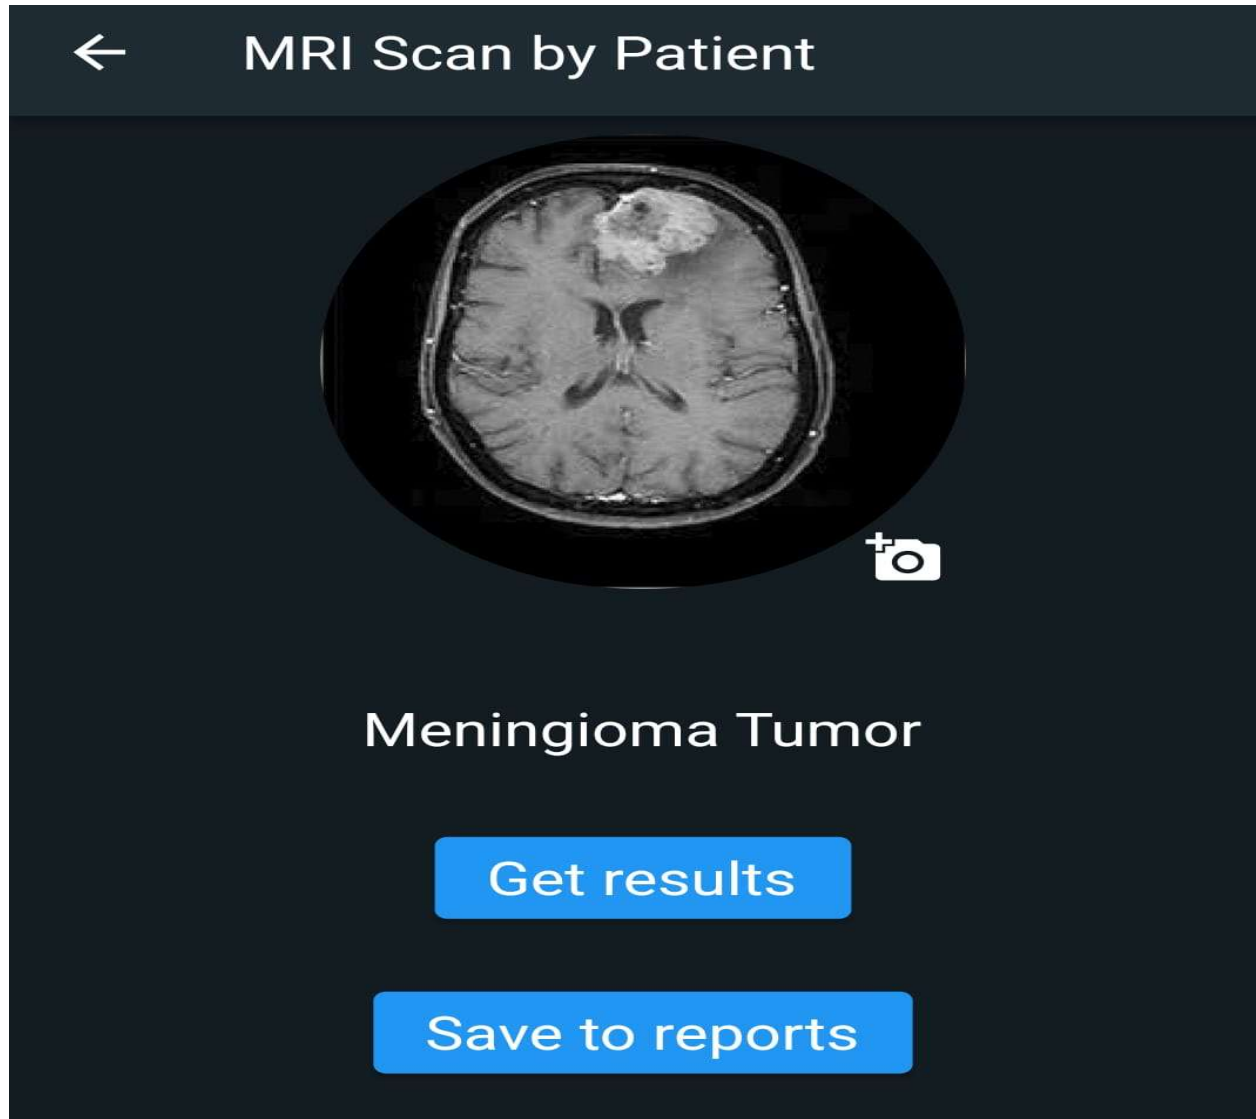 MRI Scan by Patient
Meningioma Tumor
Get results
Save to reports